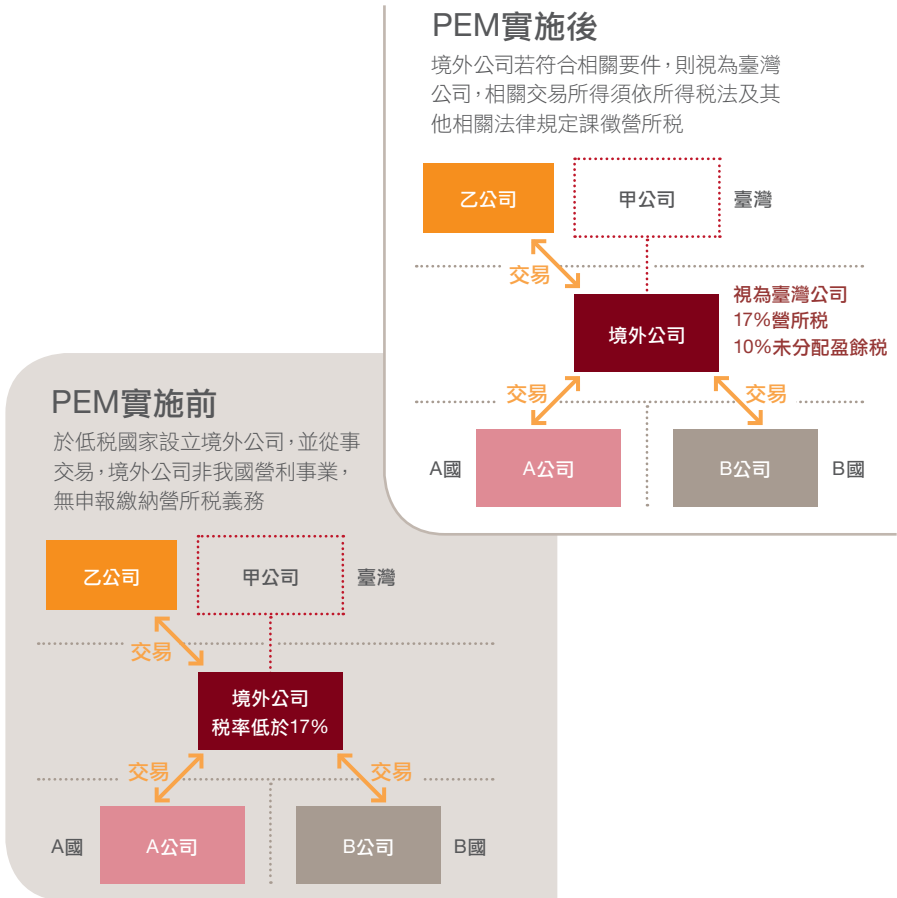 PEM實施後
境外公司若符合相關要件，則視為臺灣
公司，相關交易所得須依所得稅法及其
他相關法律規定課徵營所稅
乙公司
甲公司
臺灣
交易
境外公司
視為臺灣公司
17%營所稅
10%未分配盈餘稅
交易
交易
A國
A公司
B公司
B國
PEM實施前
於低稅國家設立境外公司，並從事
交易，境外公司非我國營利事業，
無申報繳納營所稅義務
乙公司
甲公司
臺灣
交易
境外公司
稅率低於17%
交易
交易
A國
A公司
B公司
B國